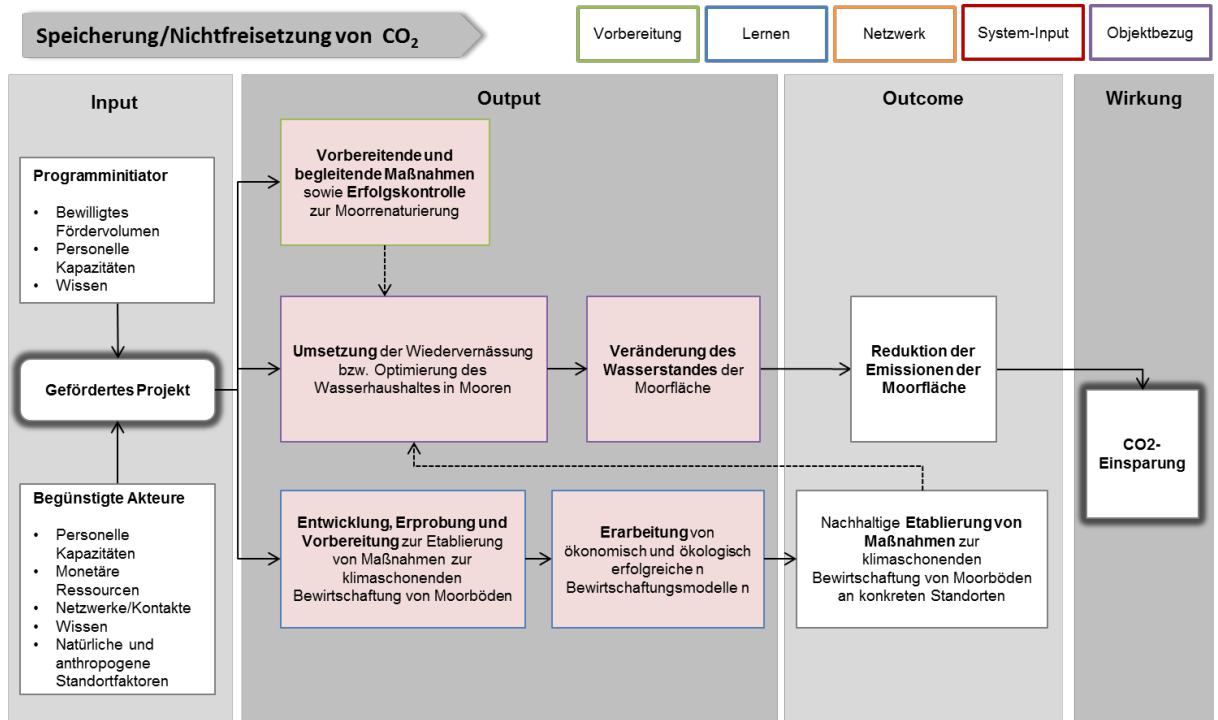 Speicherung/Nichtfreisetzung von CO₂
Vorbereitung
Lernen
Netzwerk
System-Input
Objektbezug
Input
Output
Outcome
Wirkung
Programminitiator
• Bewilligtes
Fördervolumen
• Personelle
Kapazitäten
• Wissen
Gefördertes Projekt
Begünstigte Akteure
• Personelle
Kapazitäten
• Monetäre
Ressourcen
• Netzwerke/Kontakte
• Wissen
• Natürliche und
anthropogene
Standortfaktoren
Vorbereitende und
begleitende Maßnahmen
sowie Erfolgskontrolle
zur Moorrenaturierung
Umsetzung der Wiedervernässung
bzw. Optimierung des
Wasserhaushaltes in Mooren
Veränderung des
Wasserstandes der
Moorfläche
Reduktion der
Emissionen der
Moorfläche
CO2-
Einsparung
Entwicklung, Erprobung und
Vorbereitung zur Etablierung
von Maßnahmen zur
klimaschonenden
Bewirtschaftung von Moorböden
Erarbeitung von
ökonomisch und ökologisch
erfolgreiche n
Bewirtschaftungsmodelle n
Nachhaltige Etablierung von
Maßnahmen zur
klimaschonenden
Bewirtschaftung von Moorböden
an konkreten Standorten